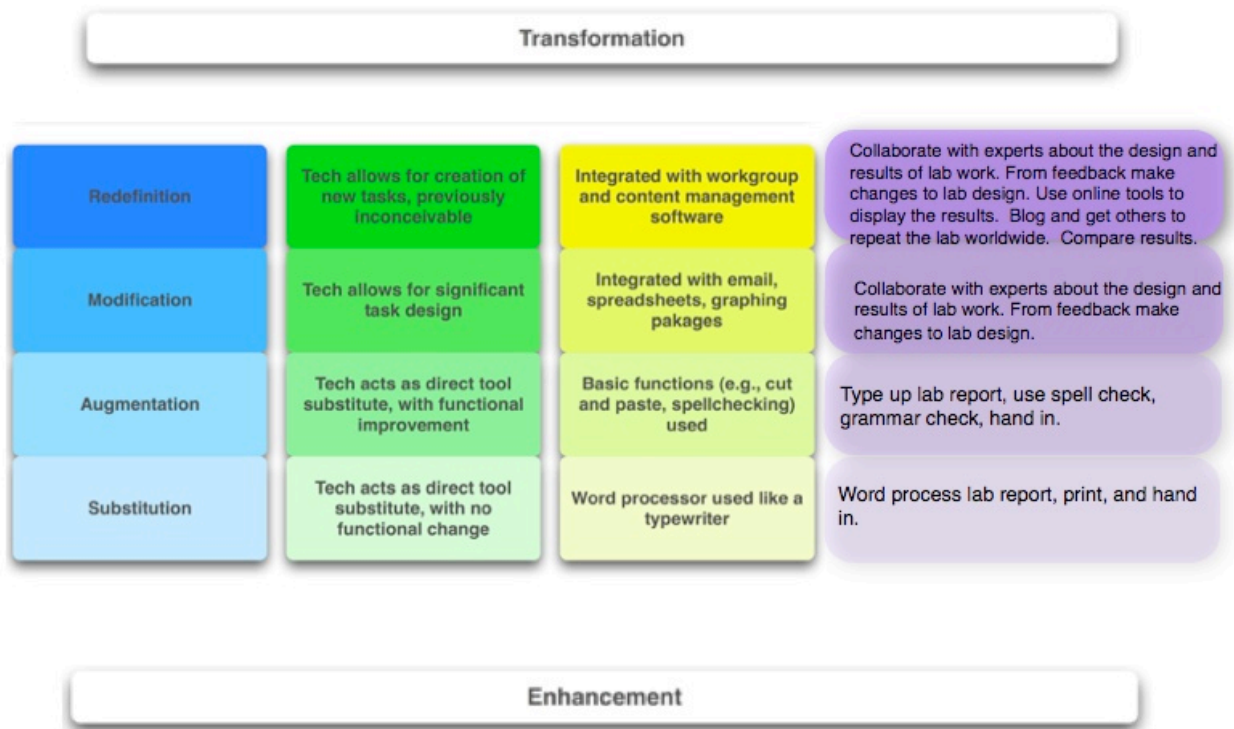 Transformation
Redefinition
Tech allows for creation of
new tasks, previously
inconceivable
Integrated with workgroup
and content management
software
Collaborate with experts about the design and
results of lab work. From feedback make
changes to lab design. Use online tools to
display the results.  Blog and get others to
repeat the lab worldwide.  Compare results.
Modification
Tech allows for significant
task design
Integrated with email,
spreadsheets, graphing
pakages
Collaborate with experts about the design and
results of lab work. From feedback make
changes to lab design.
Augmentation
Tech acts as direct tool
substitute, with functional
improvement
Basic functions (e.g., cut
and paste, spellchecking)
used
Type up lab report, use spell check,
grammar check, hand in.
Substitution
Tech acts as direct tool
substitute, with no
functional change
Word processor used like a
typewriter
Word process lab report, print, and hand
in.
Enhancement